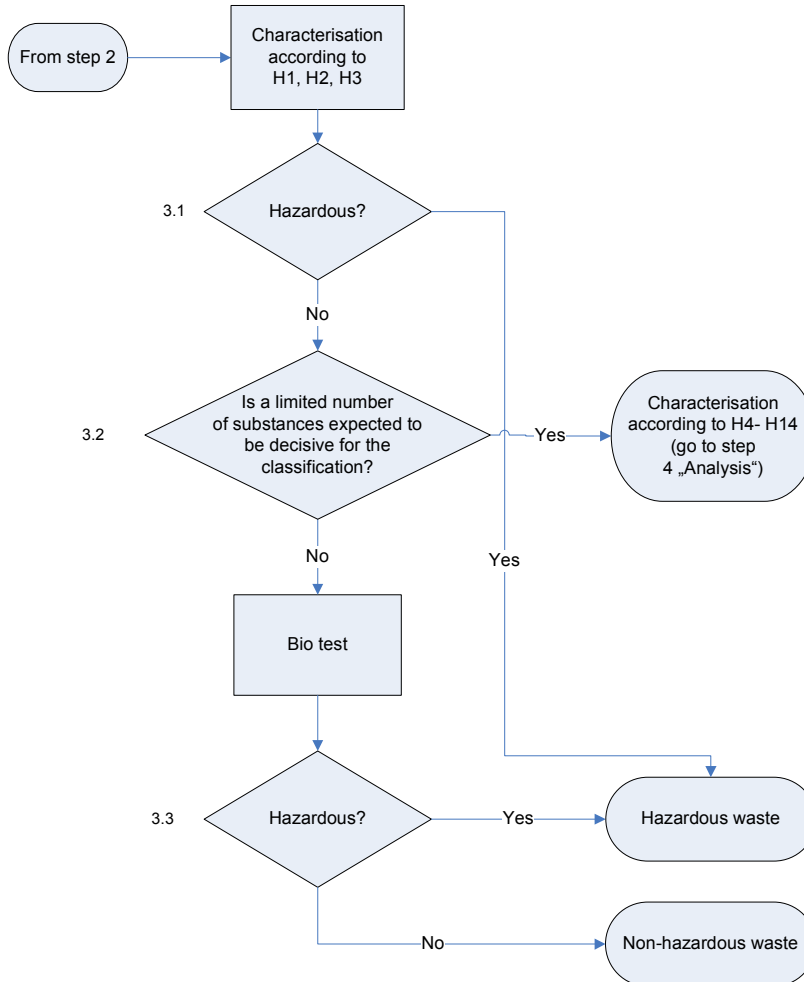 From step 2
Characterisation
according to
H1, H2, H3
3.1
Hazardous?
No
3.2
Is a limited number
of substances expected to
be decisive for the
classification?
Yes
Characterisation
according to H4- H14
(go to step
4 „Analysis“)
No
Yes
Bio test
3.3
Hazardous?
Yes
Hazardous waste
No
Non-hazardous waste